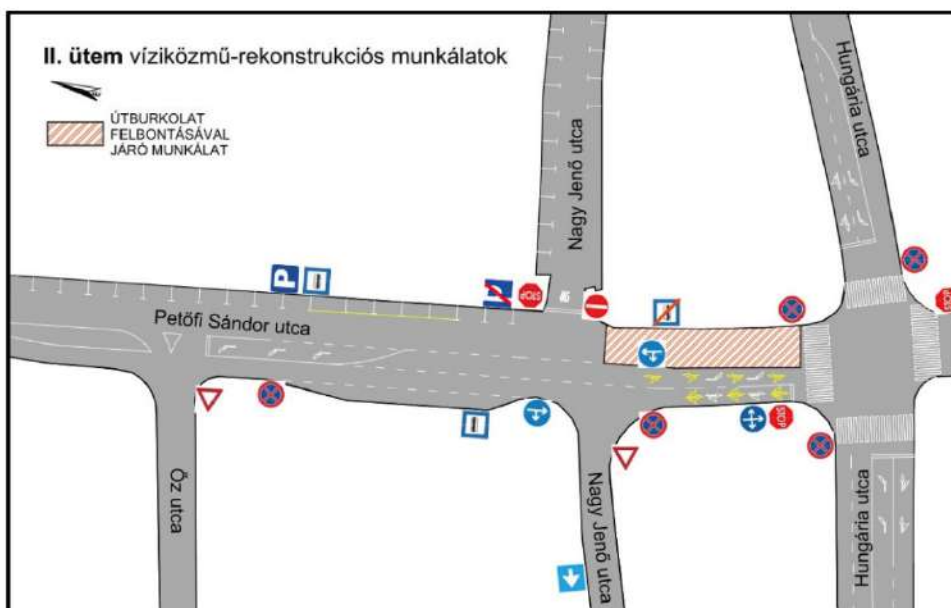 II. ütem víziközmű-rekonstrukciós munkálatok
ÚTBURKOLAT
FELBONTÁSÁVAL
JÁRÓ MUNKÁLAT
Nagy Jenő utca
Hungária utca
P
STOP
Petőfi Sándor utca
STOP
Őz utca
Nagy Jenő utca
Hungária utca